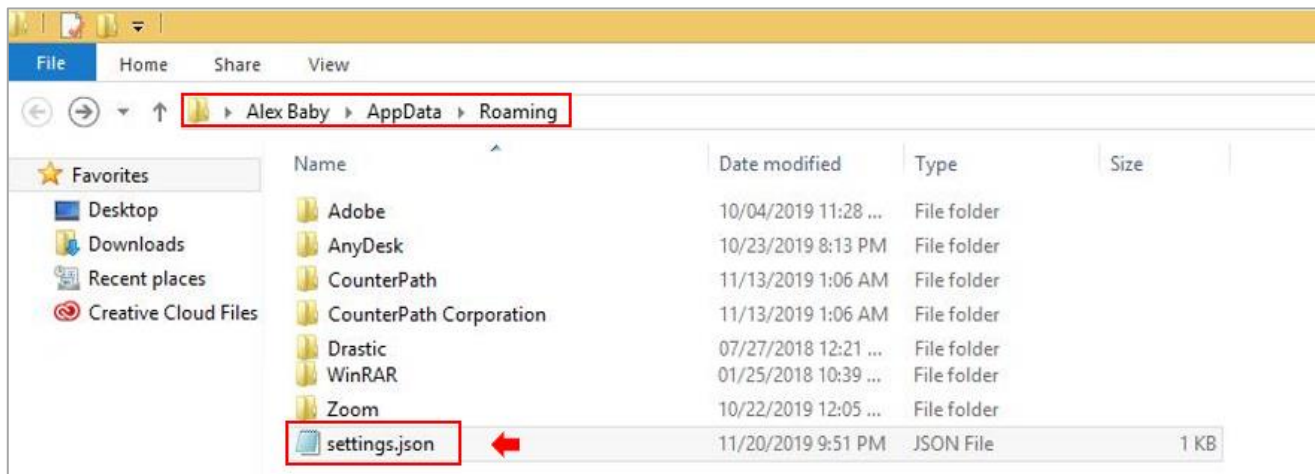 File Home Share View
Alex Baby AppData Roaming
Favorites
Desktop
Downloads
Recent places
Creative Cloud Files
Name Date modified Type Size
Adobe 10/04/2019 11:28 ... File folder
AnyDesk 10/23/2019 8:13 PM File folder
CounterPath 11/13/2019 1:06 AM File folder
CounterPath Corporation 11/13/2019 1:06 AM File folder
Drastic 07/27/2018 12:21 ... File folder
WinRAR 01/25/2018 10:39 ... File folder
Zoom 10/22/2019 12:05 ... File folder
settings.json 11/20/2019 9:51 PM JSON File 1 KB